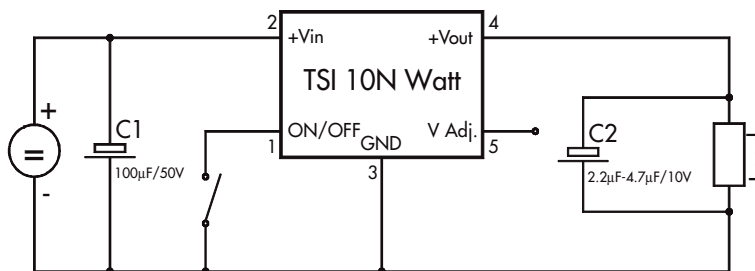 2
4
+Vin
+Vout
TSI 10N Watt
+
C1
ON/OFF
GND
V Adj.
C2
=
1
3
5
100µF/50V
2.2µF-4.7µF/10V
-